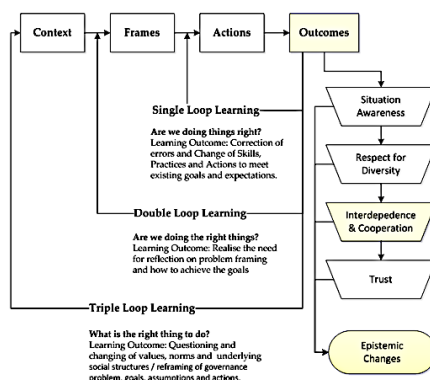 Context
Frames
Actions
Outcomes
Single Loop Learning
Are we doing things right?
Learning Outcome: Correction of
errors and Change of Skills,
Practices and Actions to meet
existing goals and expectations.
Double Loop Learning
Are we doing the right things?
Learning Outcome: Realise the need
for reflection on problem framing
and how to achieve the goals
Triple Loop Learning
What is the right thing to do?
Learning Outcome: Questioning and
changing of values, norms and underlying
social structures / reframing of governance
problem, goals, assumptions and actions.
Situation
Awareness
Respect for
Diversity
Interdepedence
& Cooperation
Trust
Epistemic
Changes